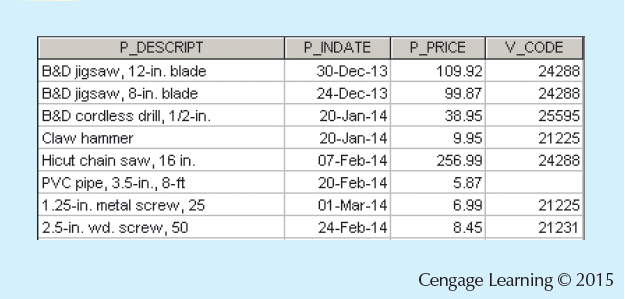 P_DESCRIPT P_INDATE P_PRICE V_CODE
B&D jigsaw, 12-in. blade 30-Dec-13 109.92 24288
B&D jigsaw, 8-in. blade 24-Dec-13 99.87 24288
B&D cordless drill, 1/2-in. 20-Jan-14 38.95 25595
Claw hammer 20-Jan-14 9.95 21225
Hicut chain saw, 16 in. 07-Feb-14 256.99 24288
PVC pipe, 3.5-in., 8-ft 20-Feb-14 5.87
1.25-in. metal screw, 25 01-Mar-14 6.99 21225
2.5-in. wd. screw, 50 24-Feb-14 8.45 21231
Cengage Learning © 2015